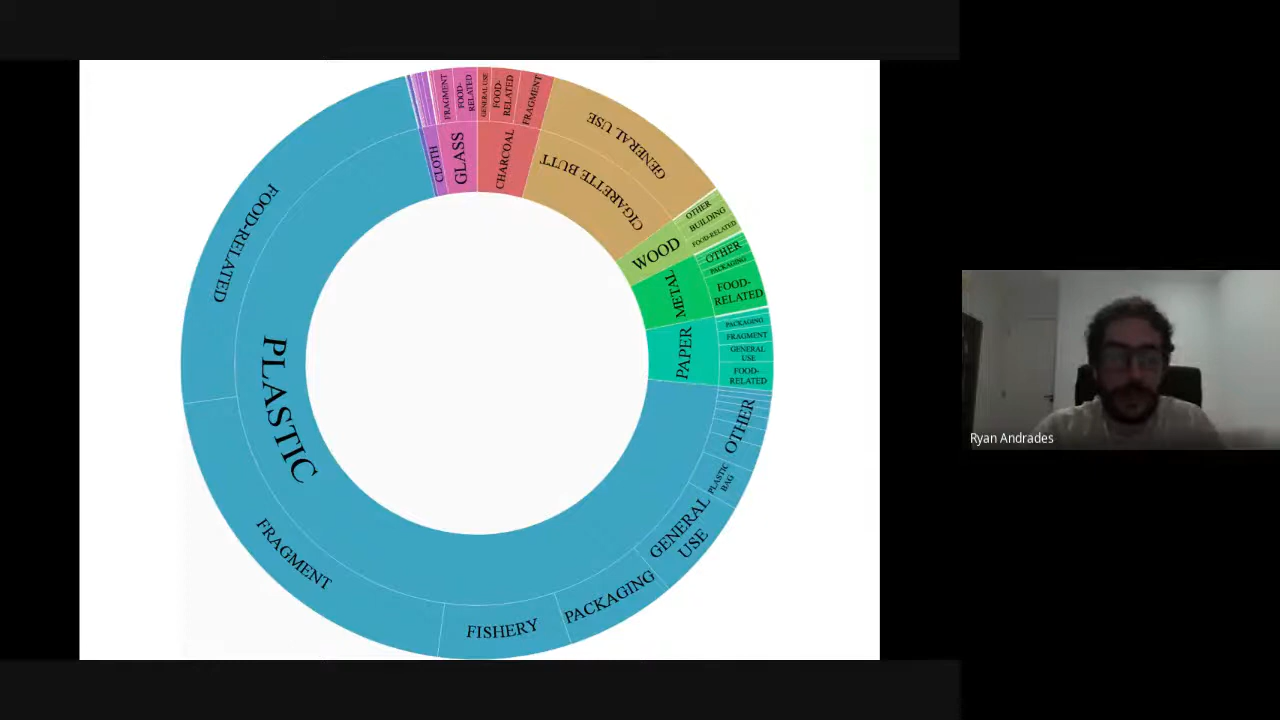 FRAGMENT
FOOD-
RELATED
GENERAL USE
FOOD-
RELATED
FRAGMENT
GENERAL USE
CLOTH
GLASS
CHARCOAL
CIGARETTE BUTT
OTHER
BUILDING
FOOD-RELATED
WOOD
OTHER
PACKAGING
FOOD-
RELATED
METAL
PACKAGING
FRAGMENT
GENERAL
USE
FOOD-
RELATED
PAPER
FOOD-RELATED
PLASTIC
OTHER
PLASTIC
BAG
GENERAL
USE
PACKAGING
FISHERY
FRAGMENT
Ryan Andrades